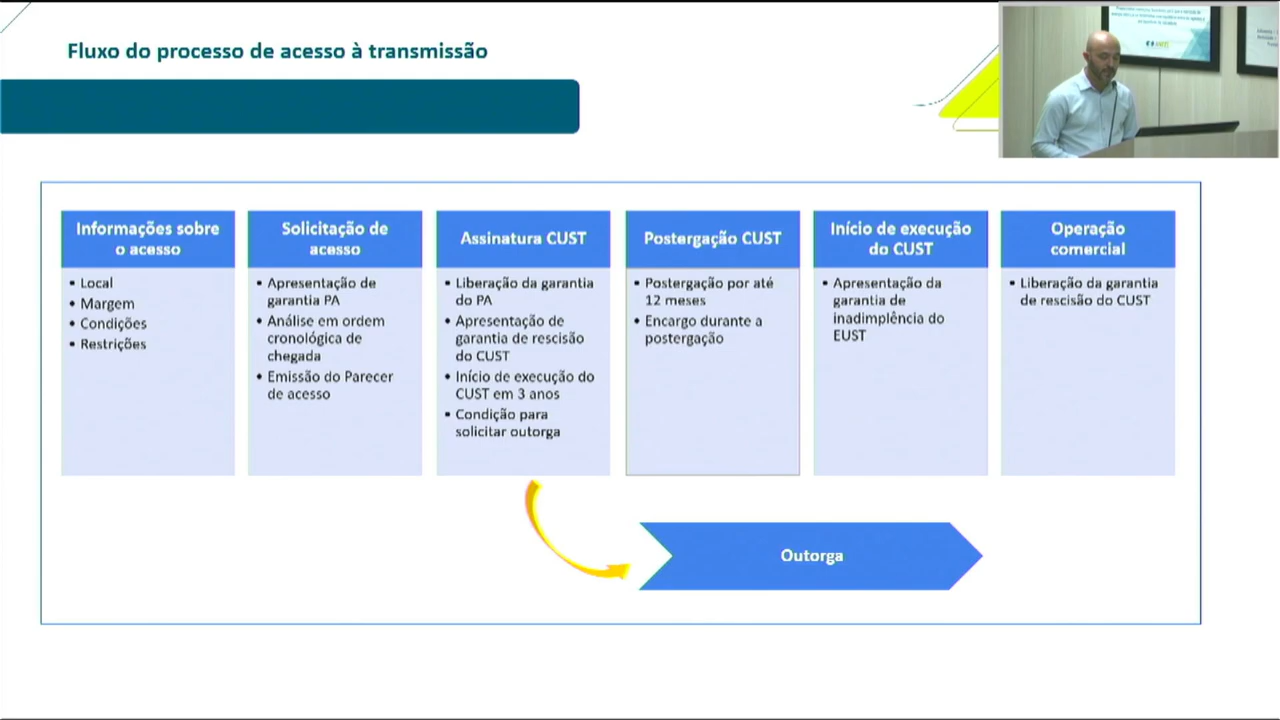 Fluxo do processo de acesso à transmissão
Informações sobre
o acesso
▪ Local
▪ Margem
▪ Condições
▪ Restrições
Solicitação de
acesso
▪ Apresentação de
garantia PA
▪ Análise em ordem
cronológica de
chegada
▪ Emissão do Parecer
de acesso
Assinatura CUST
▪ Liberação da garantia
do PA
▪ Apresentação de
garantia de rescisão
do CUST
▪ Início de execução do
CUST em 3 anos
▪ Condição para
solicitar outorga
Postergação CUST
▪ Postergação por até
12 meses
▪ Encargo durante a
postergação
Início de execução
do CUST
▪ Apresentação da
garantia de
inadimplência do
EUST
Operação
comercial
▪ Liberação da garantia
de rescisão do CUST
Outorga